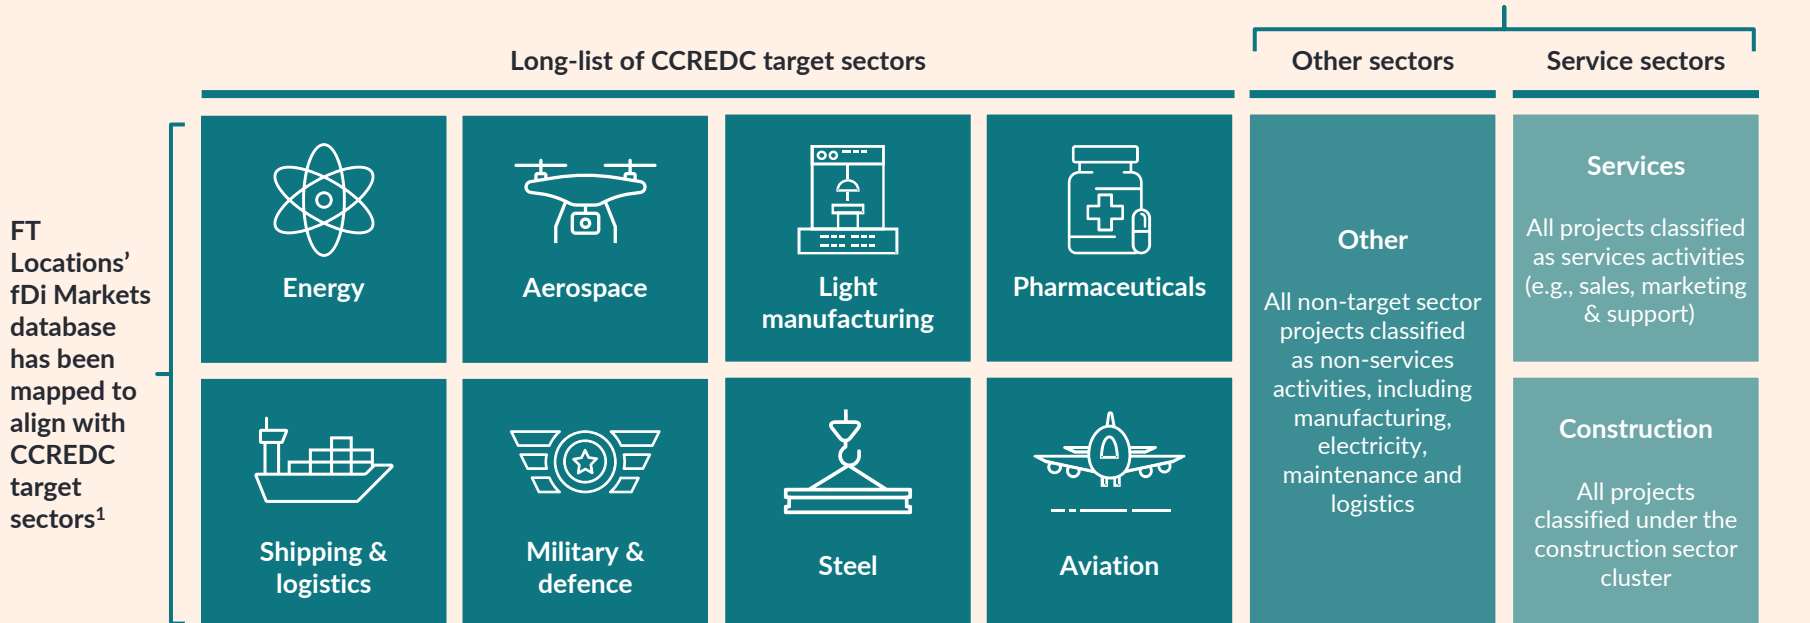 Long-list of CCREDC target sectors
Other sectors
Service sectors
FT
Locations’
fDi Markets
database
has been
mapped to
align with
CCREDC
target
sectors¹
Energy
Aerospace
Light
manufacturing
Pharmaceuticals
Shipping &
logistics
Military &
defence
Steel
Aviation
Other
All non-target sector
projects classified
as non-services
activities, including
manufacturing,
electricity,
maintenance and
logistics
Services
All projects classified
as services activities
(e.g., sales, marketing
& support)
Construction
All projects
classified under the
construction sector
cluster